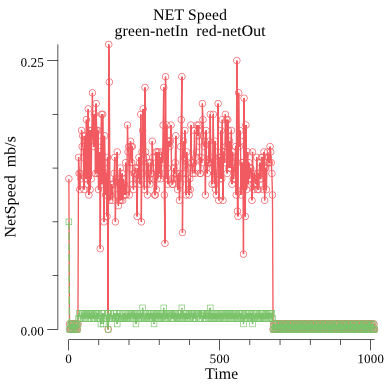 NET Speed
green-netIn red-netOut
0.25
NetSpeed mb/s
0.00
0 500 1000
Time